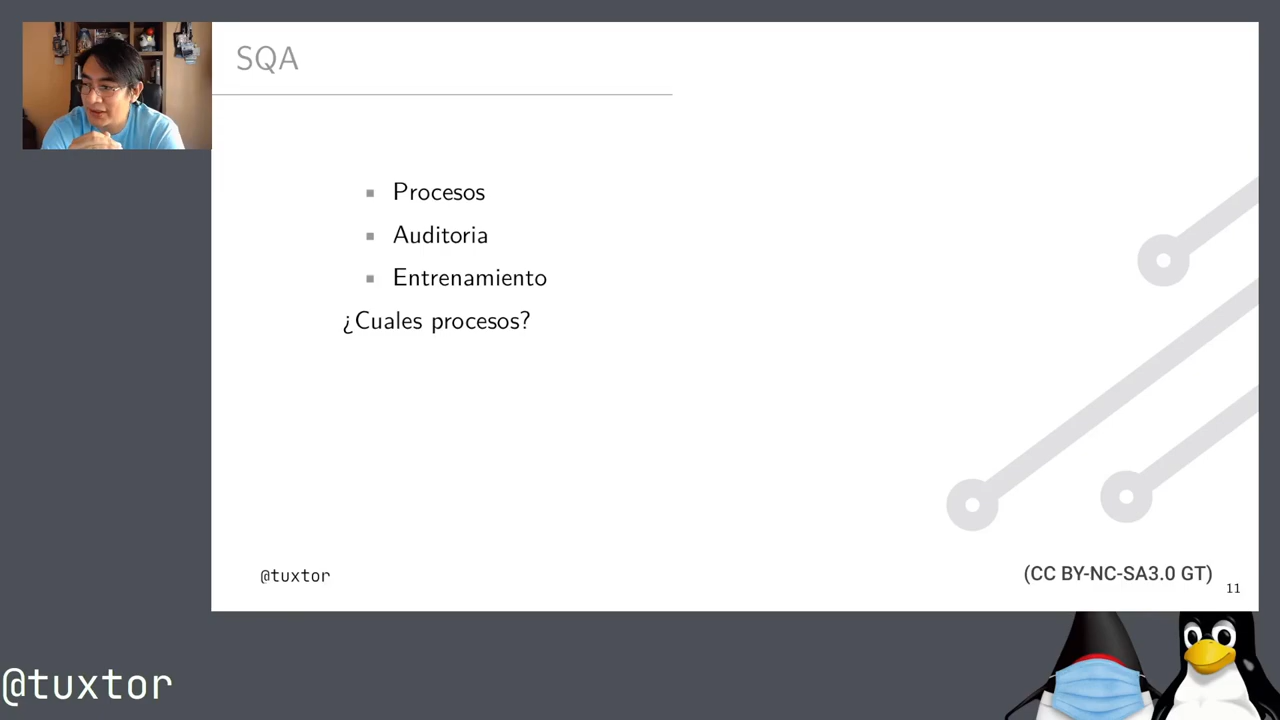 SQA
Procesos
Auditoria
Entrenamiento
¿Cuales procesos?
@tuxtor
(CC BY-NC-SA3.0 GT)
11
@tuxtor